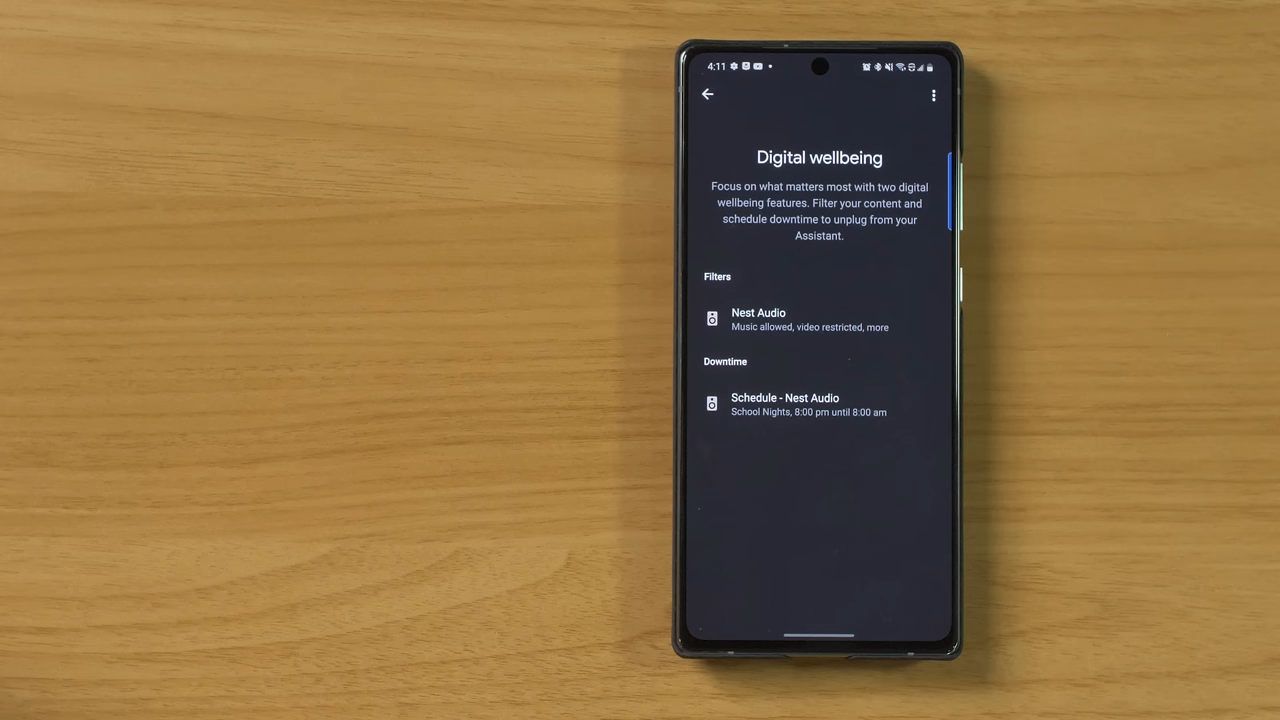 4:11
Digital wellbeing
Focus on what matters most with two digital
wellbeing features. Filter your content and
schedule downtime to unplug from your
Assistant.
Filters
Nest Audio
Music allowed, video restricted, more
Downtime
Schedule - Nest Audio
School Nights, 8:00 pm until 8:00 am